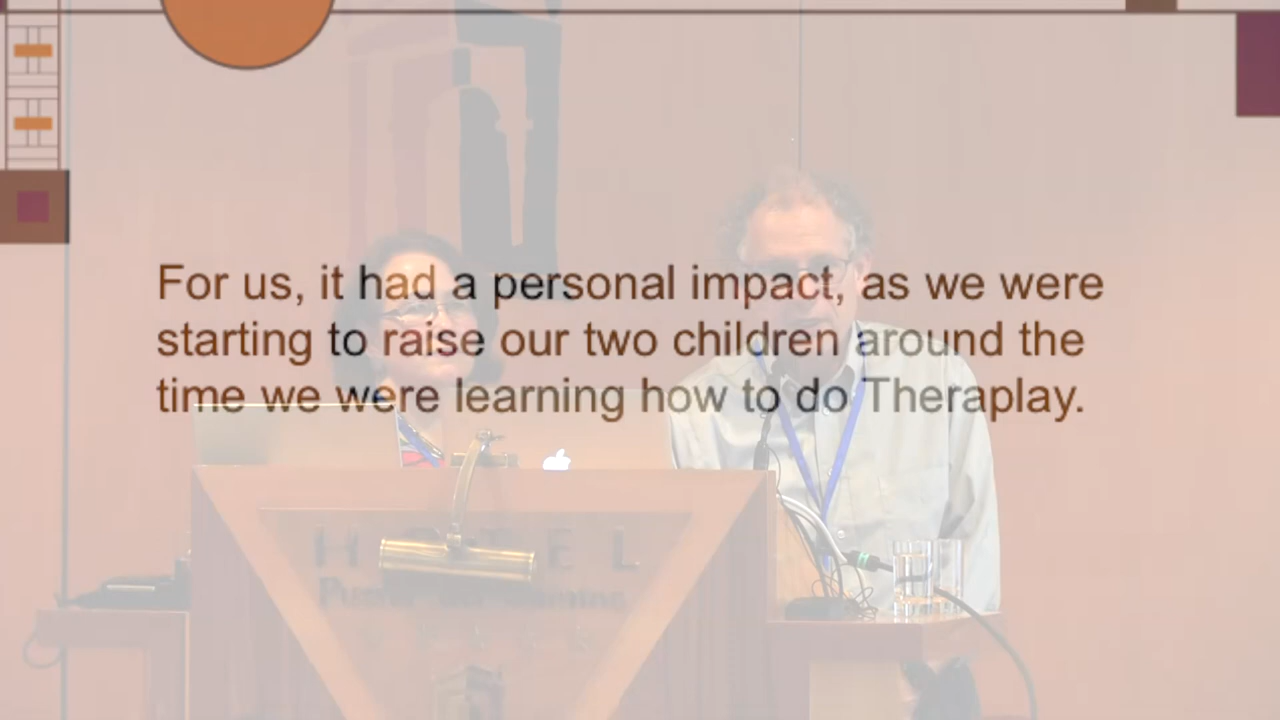 For us, it had a personal impact, as we were
starting to raise our two children around the
time we were learning how to do Theraplay.
HOTEL